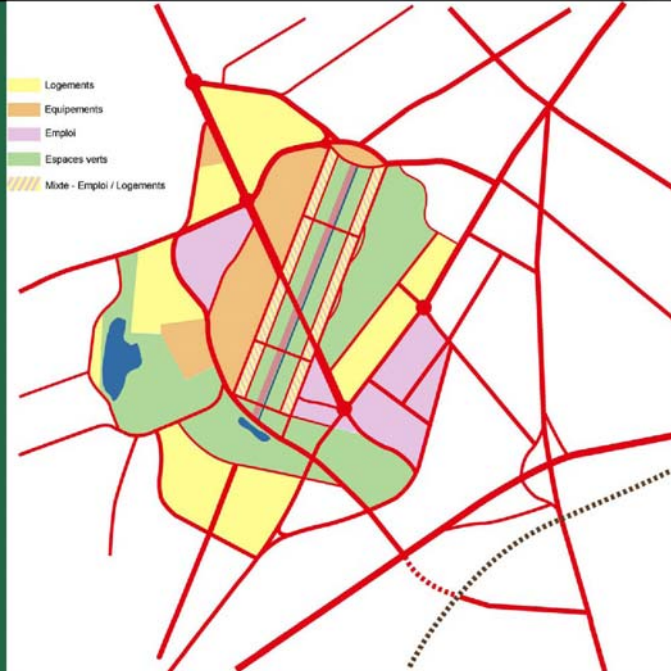 Logements
Equipements
Emploi
Espaces verts
Mixte - Emploi / Logements